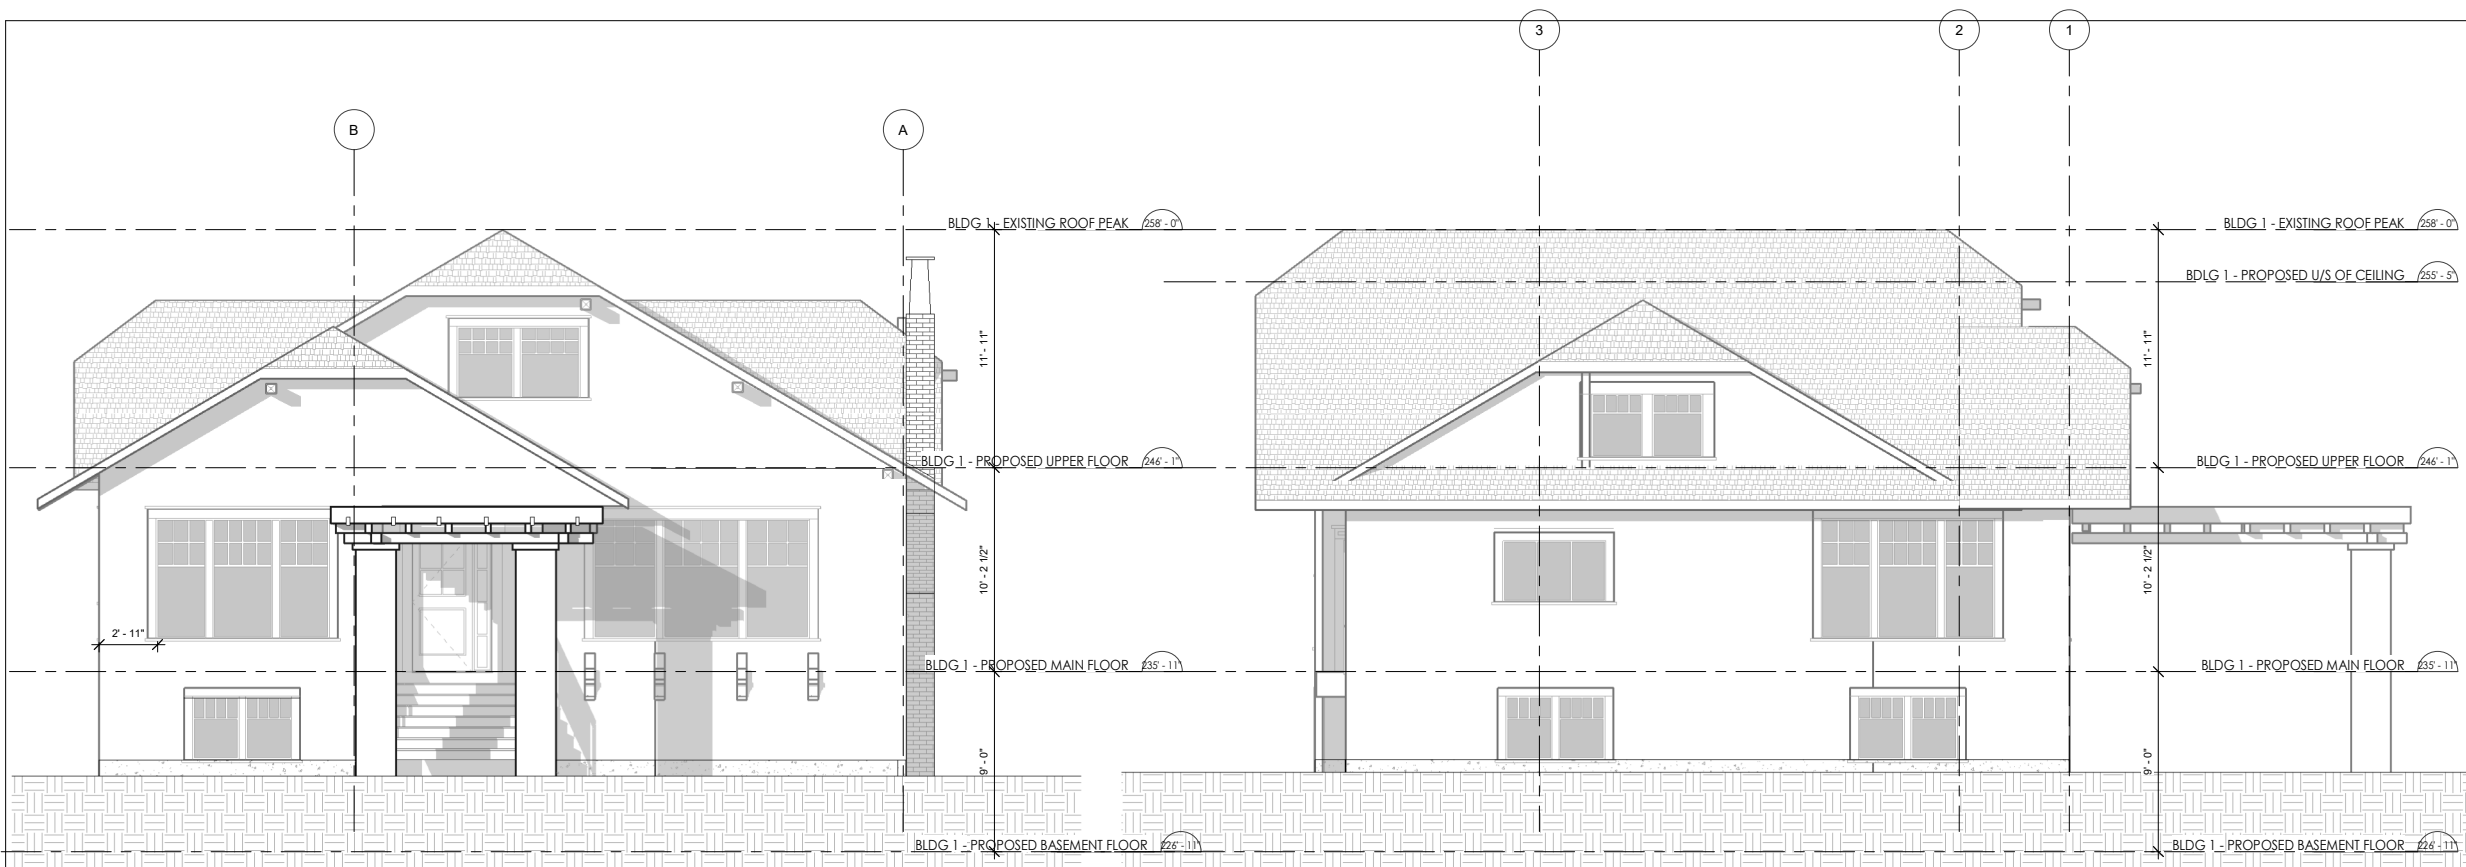 3
2
1
B
A
BLDG 1 - EXISTING ROOF PEAK 258' - 0"
BLDG 1 - EXISTING ROOF PEAK 258' - 0"
BLDG 1 - PROPOSED U/S OF CEILING 255' - 5"
11' - 11"
11' - 11"
BLDG 1 - PROPOSED UPPER FLOOR 246' - 1"
BLDG 1 - PROPOSED UPPER FLOOR 246' - 1"
10' - 2 1/2"
10' - 2 1/2"
2' - 11"
BLDG 1 - PROPOSED MAIN FLOOR 235' - 11"
BLDG 1 - PROPOSED MAIN FLOOR 235' - 11"
9' - 0"
9' - 0"
BLDG 1 - PROPOSED BASEMENT FLOOR 226' - 11"
BLDG 1 - PROPOSED BASEMENT FLOOR 226' - 11"